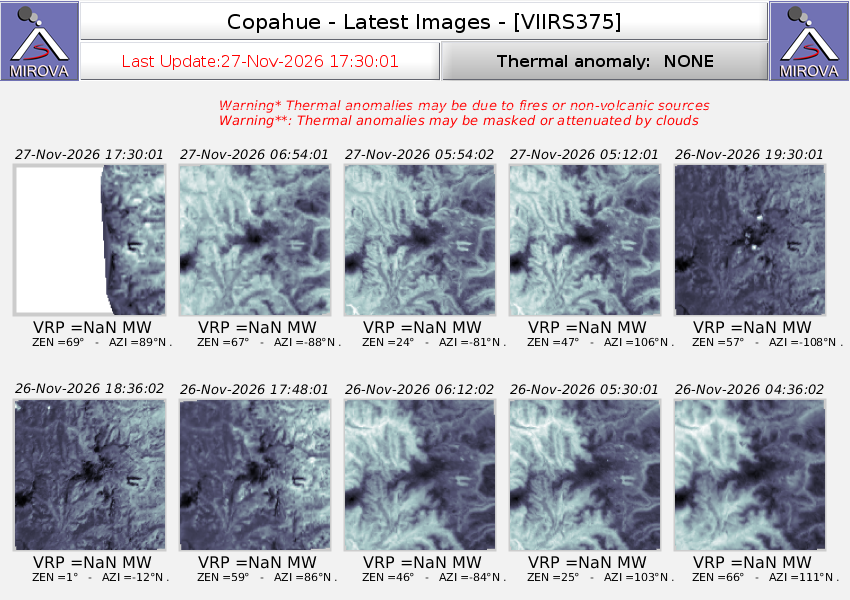 Copahue - Latest Images - [VIIRS375]
MIROVA
Last Update:27-Nov-2026 17:30:01
Thermal anomaly: NONE
MIROVA
Warning* Thermal anomalies may be due to fires or non-volcanic sources
Warning**: Thermal anomalies may be masked or attenuated by clouds
27-Nov-2026 17:30:01 27-Nov-2026 06:54:01 27-Nov-2026 05:54:02 27-Nov-2026 05:12:01 26-Nov-2026 19:30:01
VRP =NaN MW VRP =NaN MW VRP =NaN MW VRP =NaN MW VRP =NaN MW
ZEN =69° - AZI =89°N . ZEN =67° - AZI =-88°N . ZEN =24° - AZI =-81°N . ZEN =47° - AZI =106°N . ZEN =57° - AZI =-108°N .
26-Nov-2026 18:36:02 26-Nov-2026 17:48:01 26-Nov-2026 06:12:02 26-Nov-2026 05:30:01 26-Nov-2026 04:36:02
VRP =NaN MW VRP =NaN MW VRP =NaN MW VRP =NaN MW VRP =NaN MW
ZEN =1° - AZI =-12°N . ZEN =59° - AZI =86°N . ZEN =46° - AZI =-84°N . ZEN =25° - AZI =103°N . ZEN =66° - AZI =111°N .